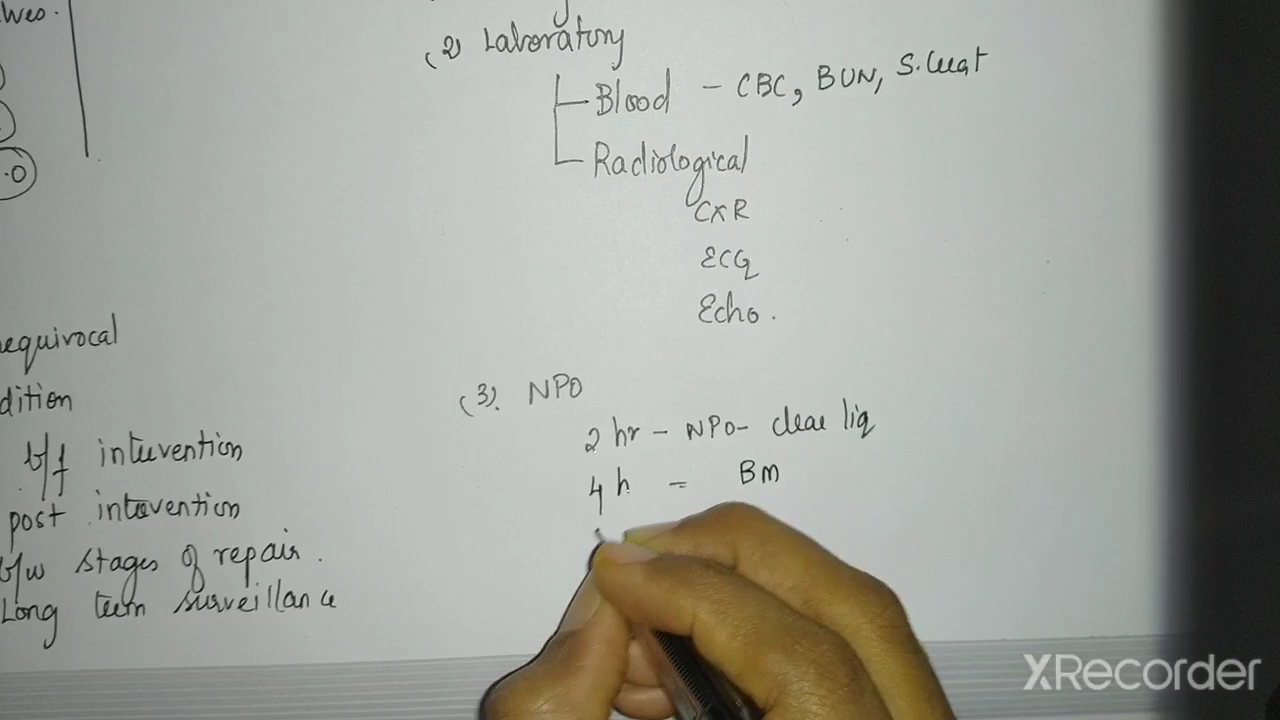 wes.
.0
equivocal
dition
b/f intervention
post intervention
b/w stages of repair.
Long term surveillance
(2) Laboratory
Blood - CBC, BUN, S.Creat
Radiological
CXR
ECG
Echo.
(3). NPO
2 hr - NPO - clear liq
4 h - BM
XRecorder